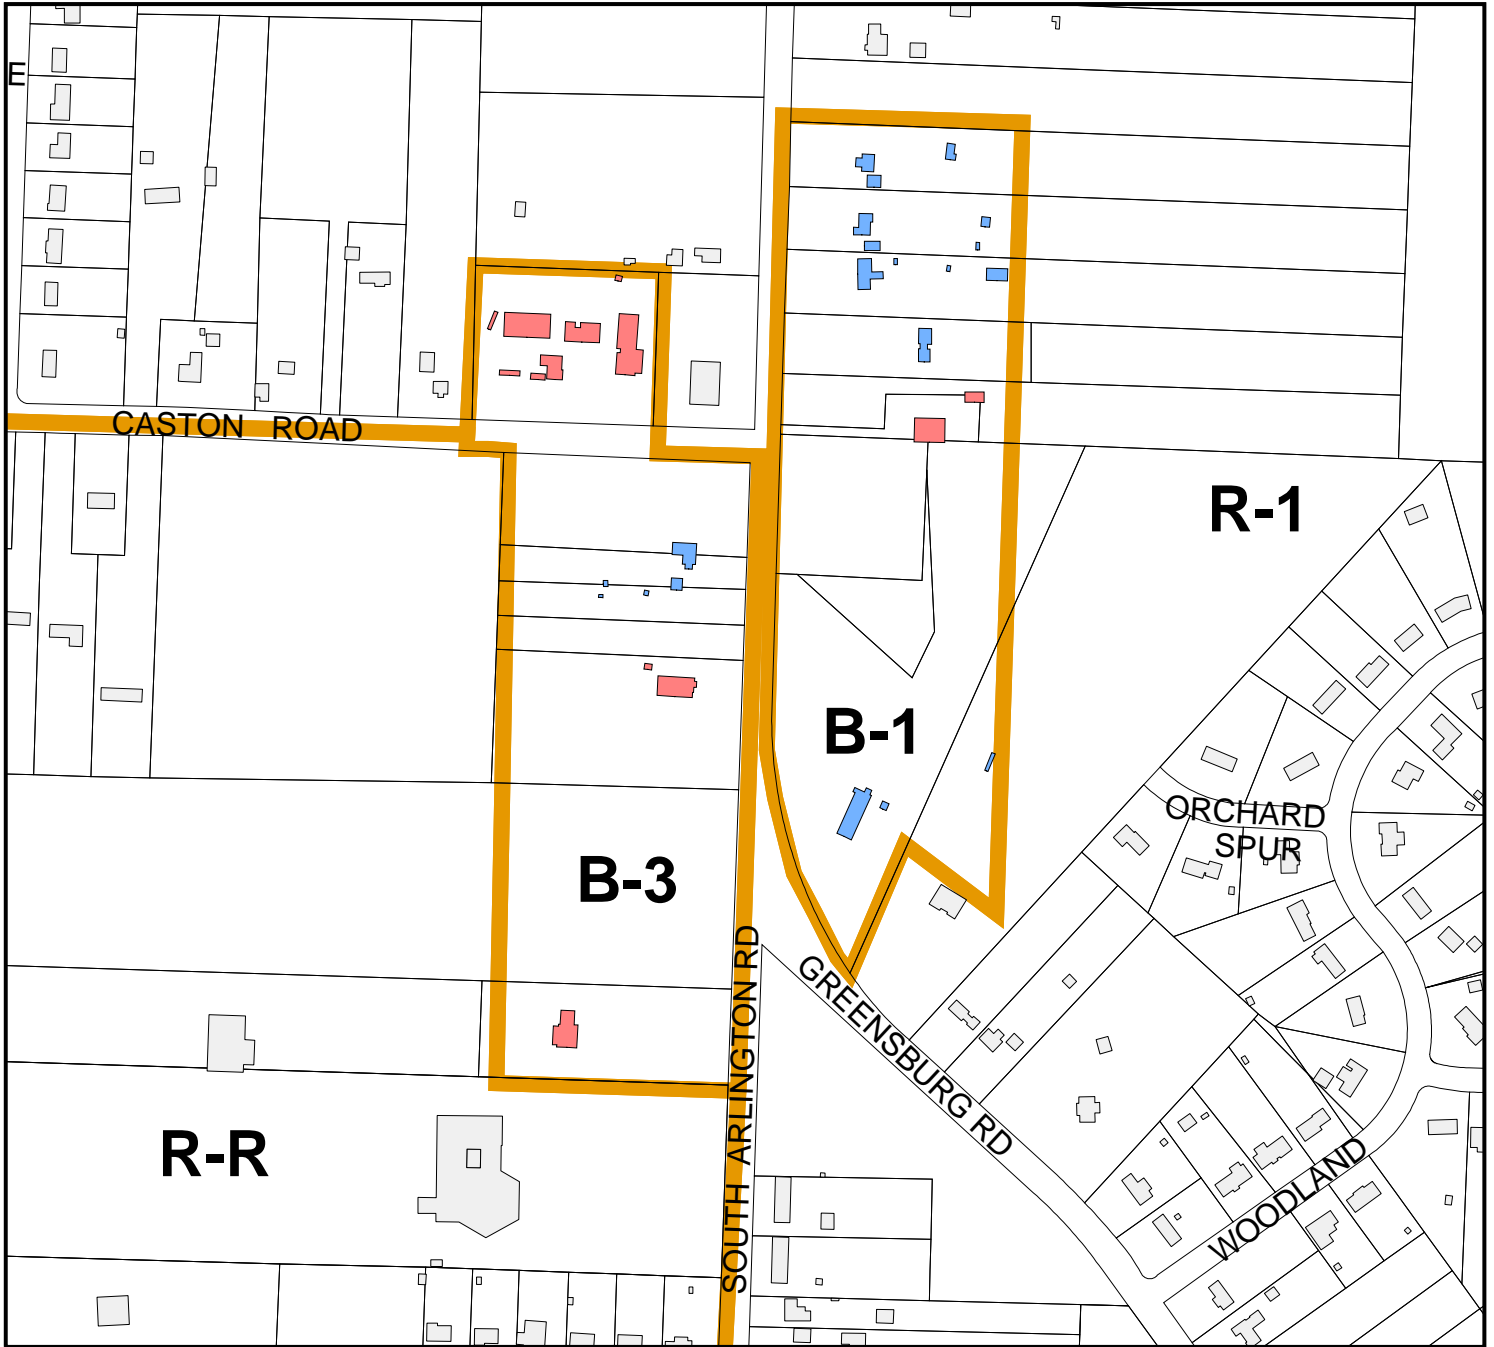 E
CASTON ROAD
R-1
B-1
ORCHARD
SPUR
B-3
SOUTH ARLINGTON RD
GREENSBURG RD
R-R
WOODLAND